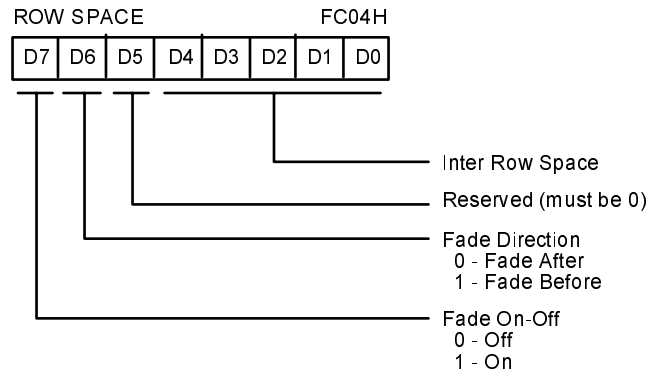 ROW SPACE FC04H
D7 D6 D5 D4 D3 D2 D1 D0
Inter Row Space
Reserved (must be 0)
Fade Direction
0 - Fade After
1 - Fade Before
Fade On-Off
0 - Off
1 - On